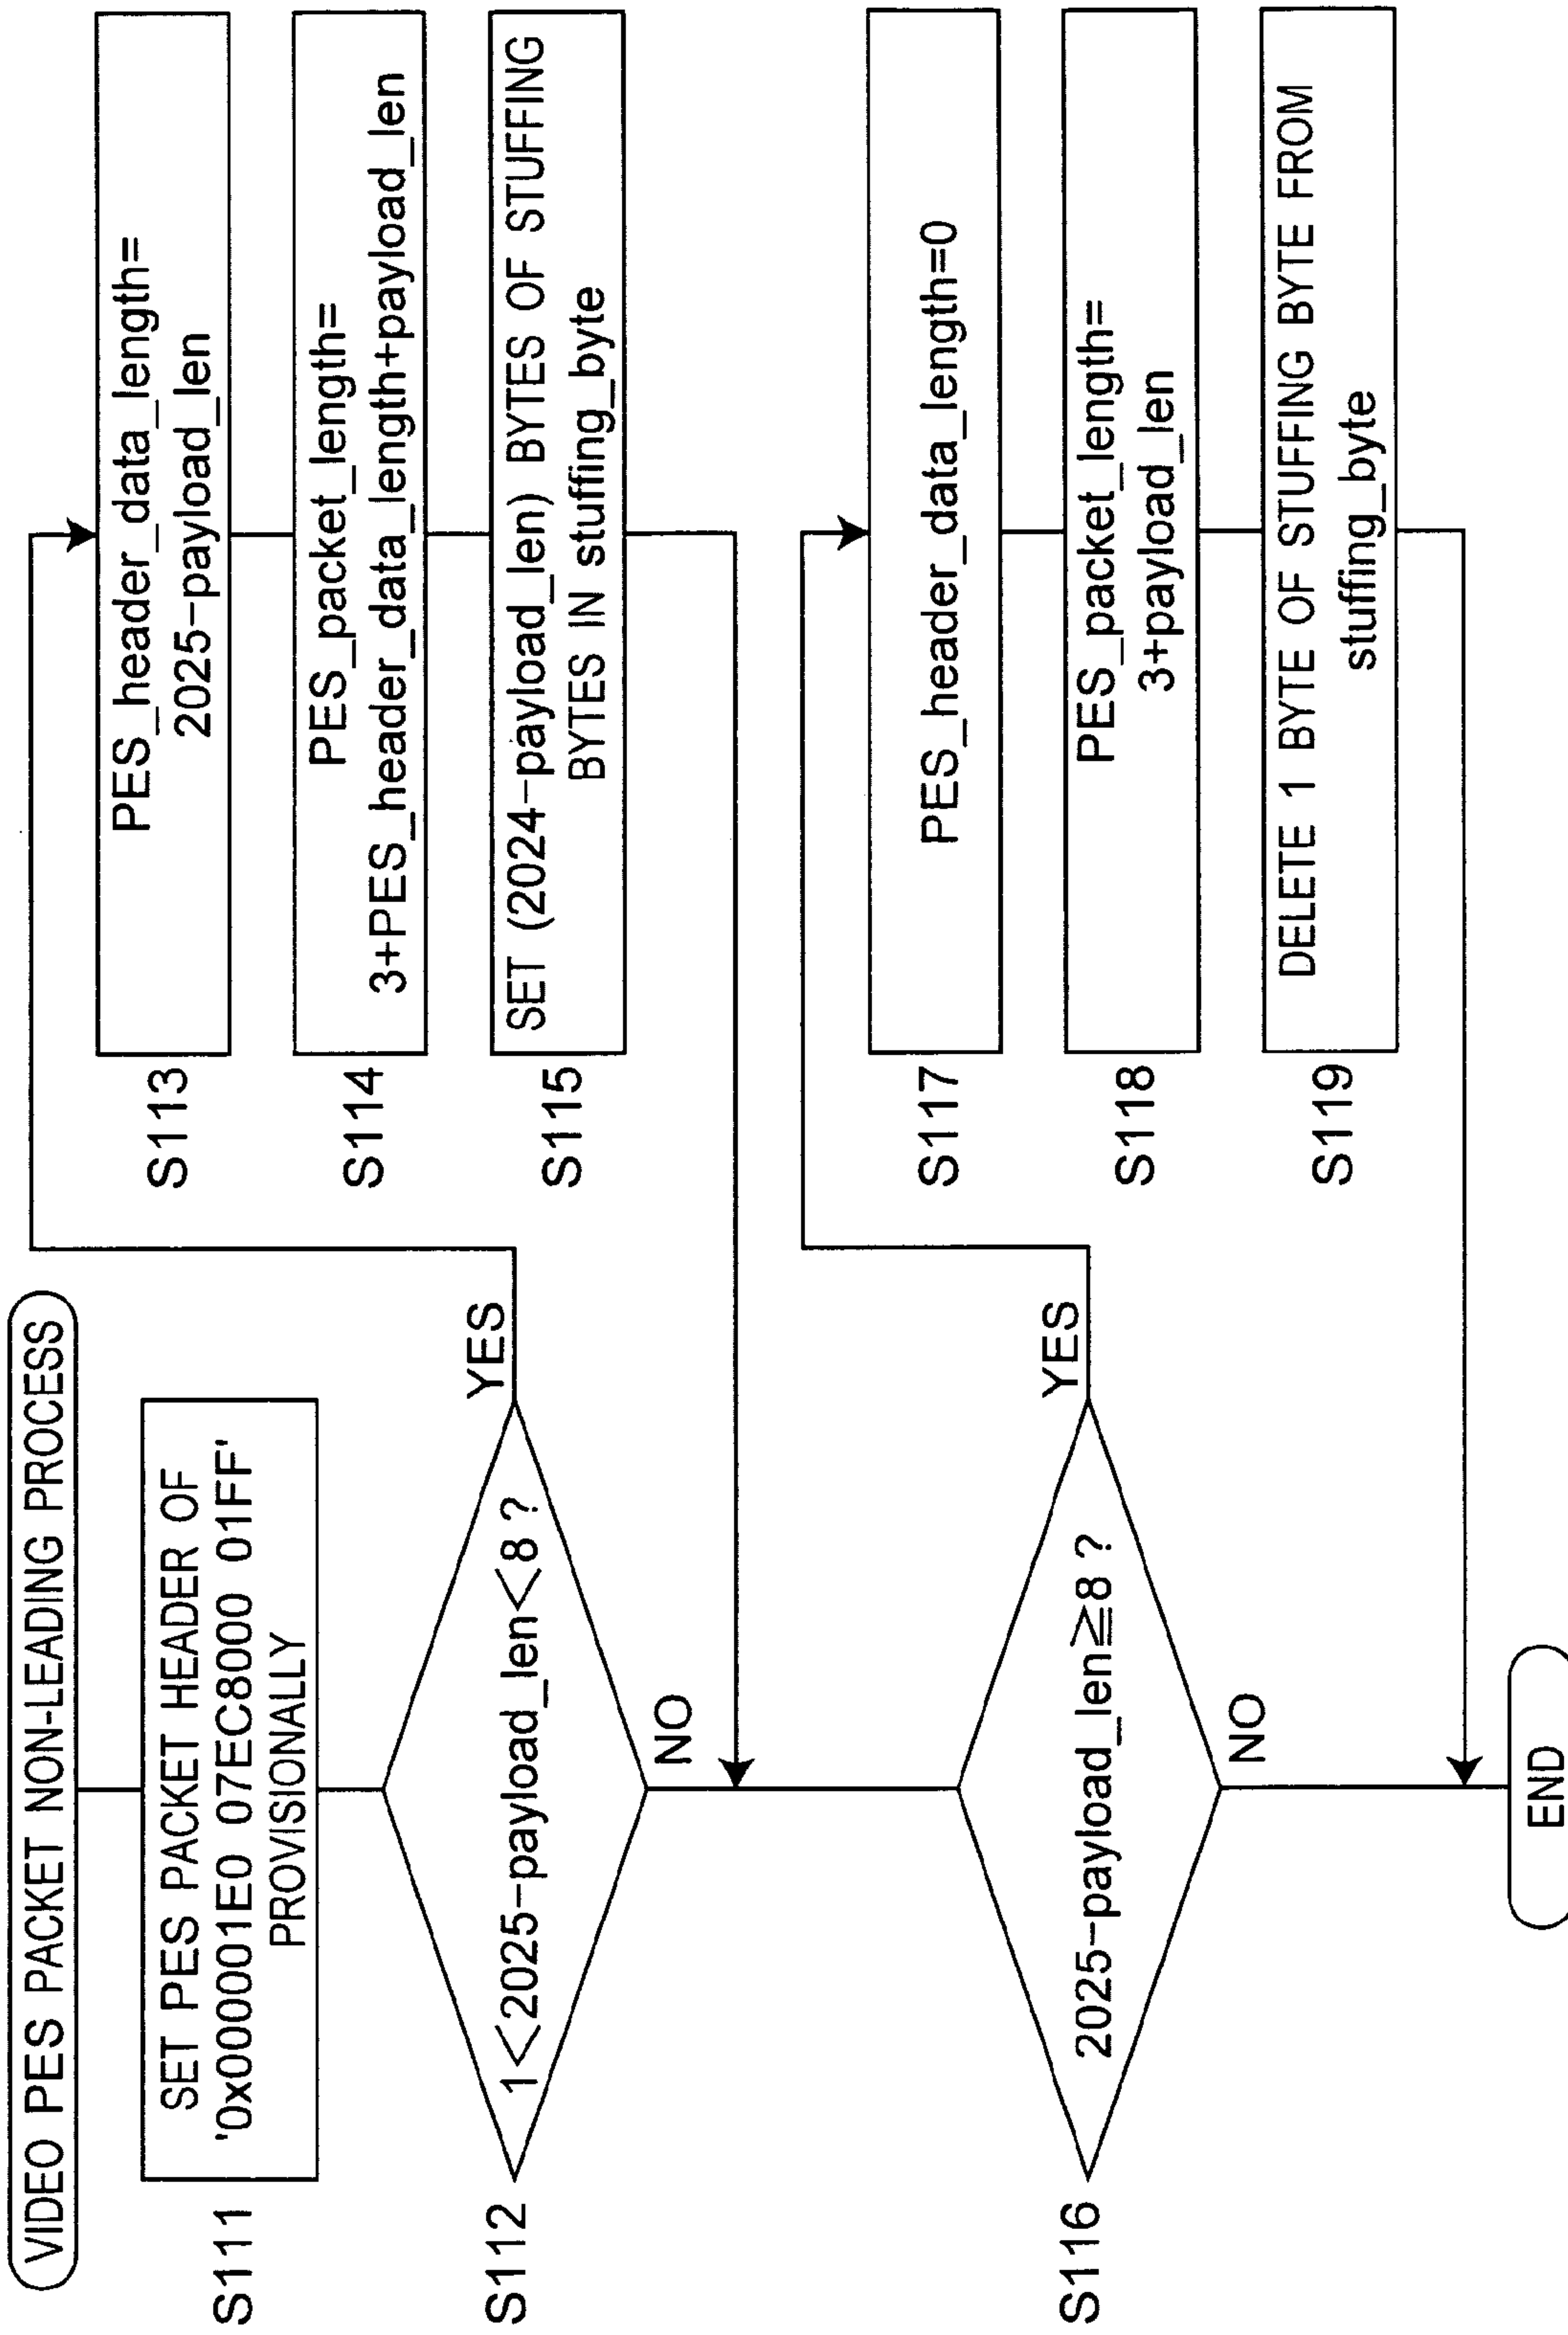 VIDEO PES PACKET NON-LEADING PROCESS
S111
SET PES PACKET HEADER OF
'0x000001E0 07EC8000 01FF'
PROVISIONALLY
S112
1<2025-payload_len<8 ?
YES
NO
S113
PES_header_data_length=
2025-payload_len
S114
PES_packet_length=
3+PES_header_data_length+payload_len
S115
SET (2024-payload_len) BYTES OF STUFFING
BYTES IN stuffing_byte
S116
2025-payload_len≧8 ?
YES
NO
S117
PES_header_data_length=0
S118
PES_packet_length=
3+payload_len
S119
DELETE 1 BYTE OF STUFFING BYTE FROM
stuffing_byte
END